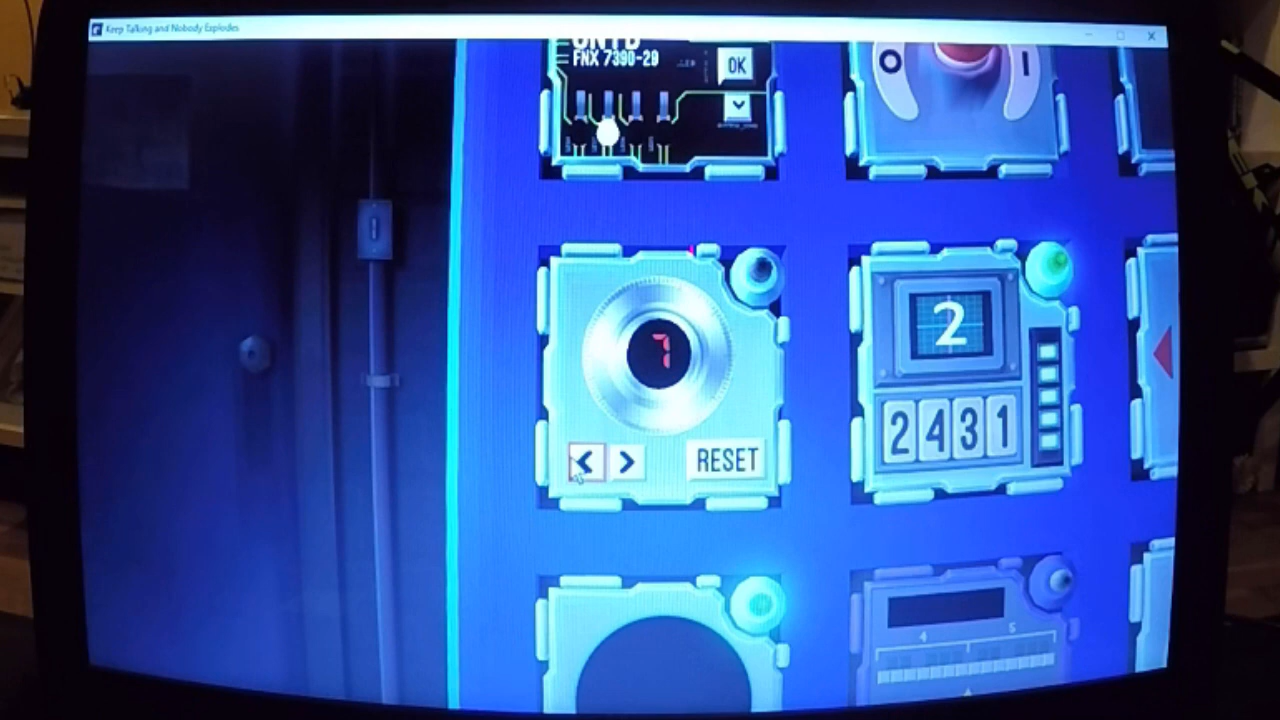 Keep Talking and Nobody Explodes
FNX 7390-29
OK
O
I
7
< >
RESET
2
2431
4 5